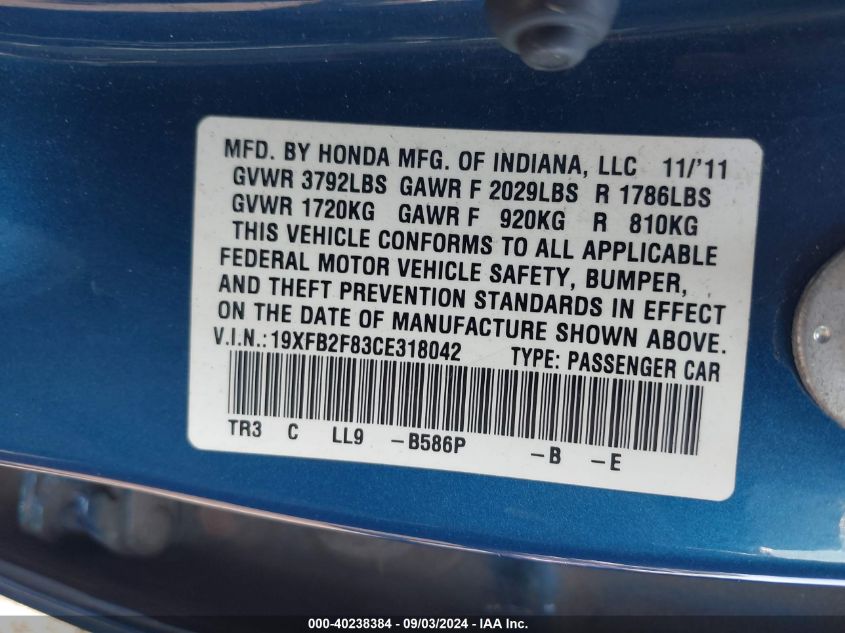 MFD. BY HONDA MFG. OF INDIANA, LLC 11/'11
GVWR 3792LBS GAWR F 2029LBS R 1786LBS
GVWR 1720KG GAWR F 920KG R 810KG
THIS VEHICLE CONFORMS TO ALL APPLICABLE
FEDERAL MOTOR VEHICLE SAFETY, BUMPER,
AND THEFT PREVENTION STANDARDS IN EFFECT
ON THE DATE OF MANUFACTURE SHOWN ABOVE.
V.I.N.: 19XFB2F83CE318042 TYPE: PASSENGER CAR
TR3 C LL9 -B586P -B -E
000-40238384 - 09/03/2024 - IAAI.com